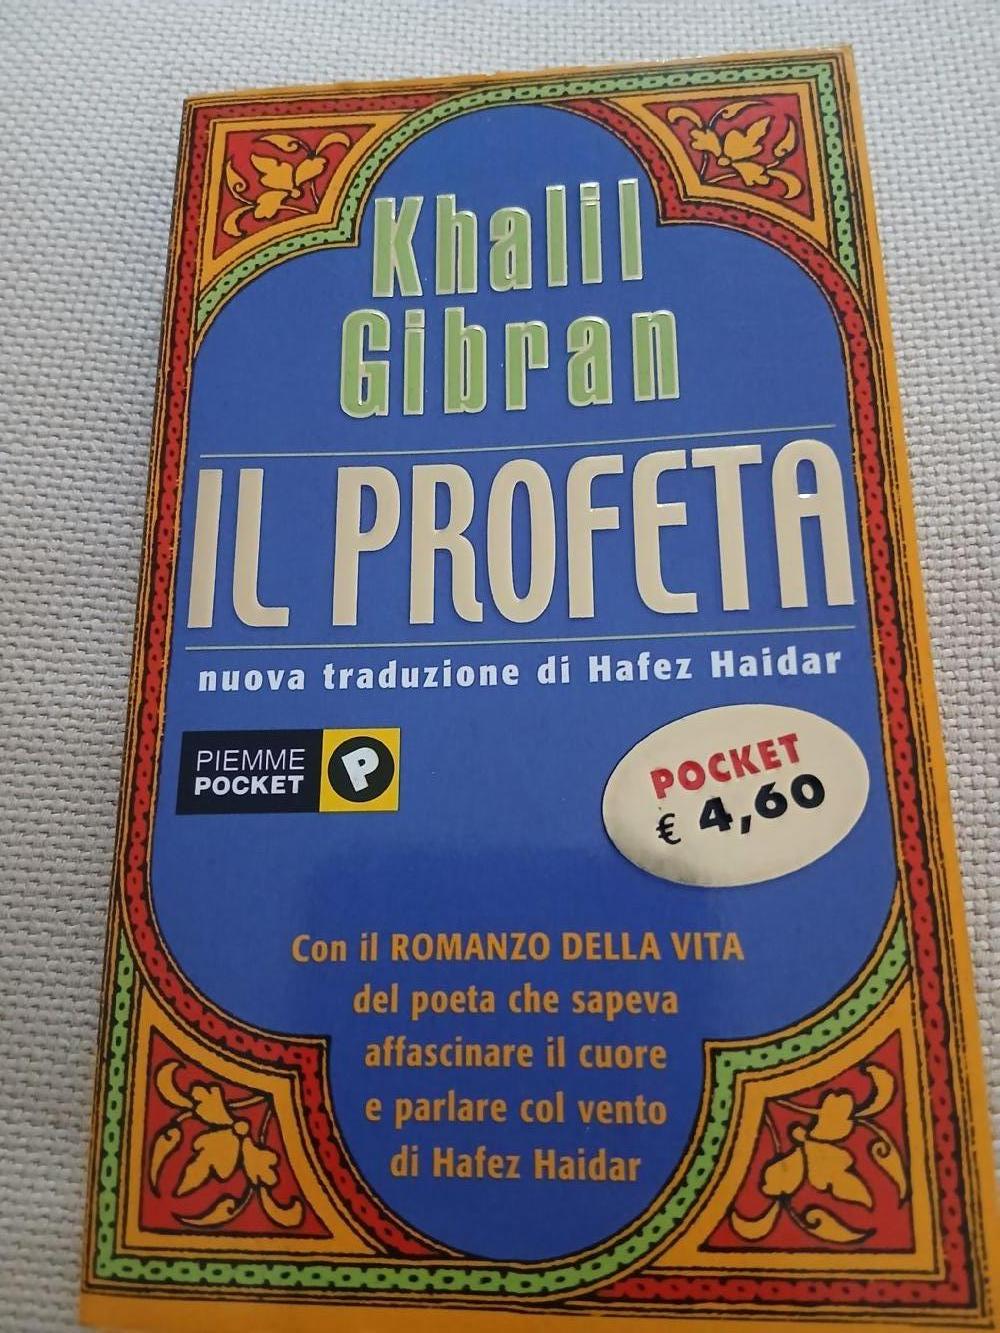 Khalil
Gibran
IL PROFETA
nuova traduzione di Hafez Haidar
PIEMME
POCKET
P
POCKET
€ 4,60
Con il ROMANZO DELLA VITA
del poeta che sapeva
affascinare il cuore
e parlare col vento
di Hafez Haidar